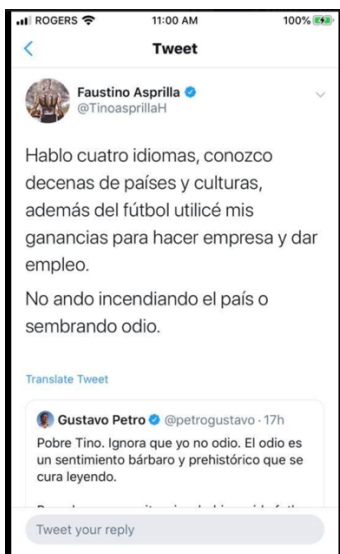 ROGERS 11:00 AM 100%
Tweet
Faustino Asprilla
@TinoasprillaH
Hablo cuatro idiomas, conozco
decenas de países y culturas,
además del fútbol utilicé mis
ganancias para hacer empresa y dar
empleo.
No ando incendiando el país o
sembrando odio.
Translate Tweet
Gustavo Petro @petrogustavo · 17h
Pobre Tino. Ignora que yo no odio. El odio es
un sentimiento bárbaro y prehistórico que se
cura leyendo.
Tweet your reply